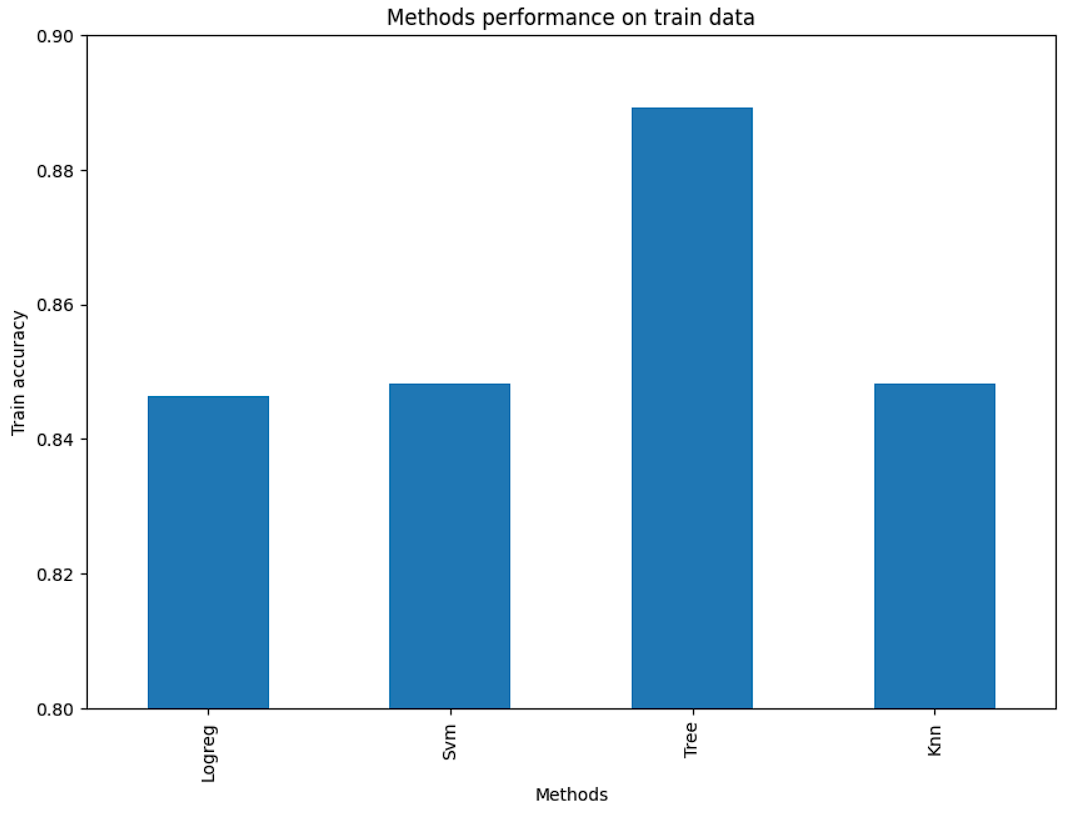 Methods performance on train data
0.90
0.88
0.86
0.84
0.82
0.80
Train accuracy
Logreg
Svm
Tree
Knn
Methods